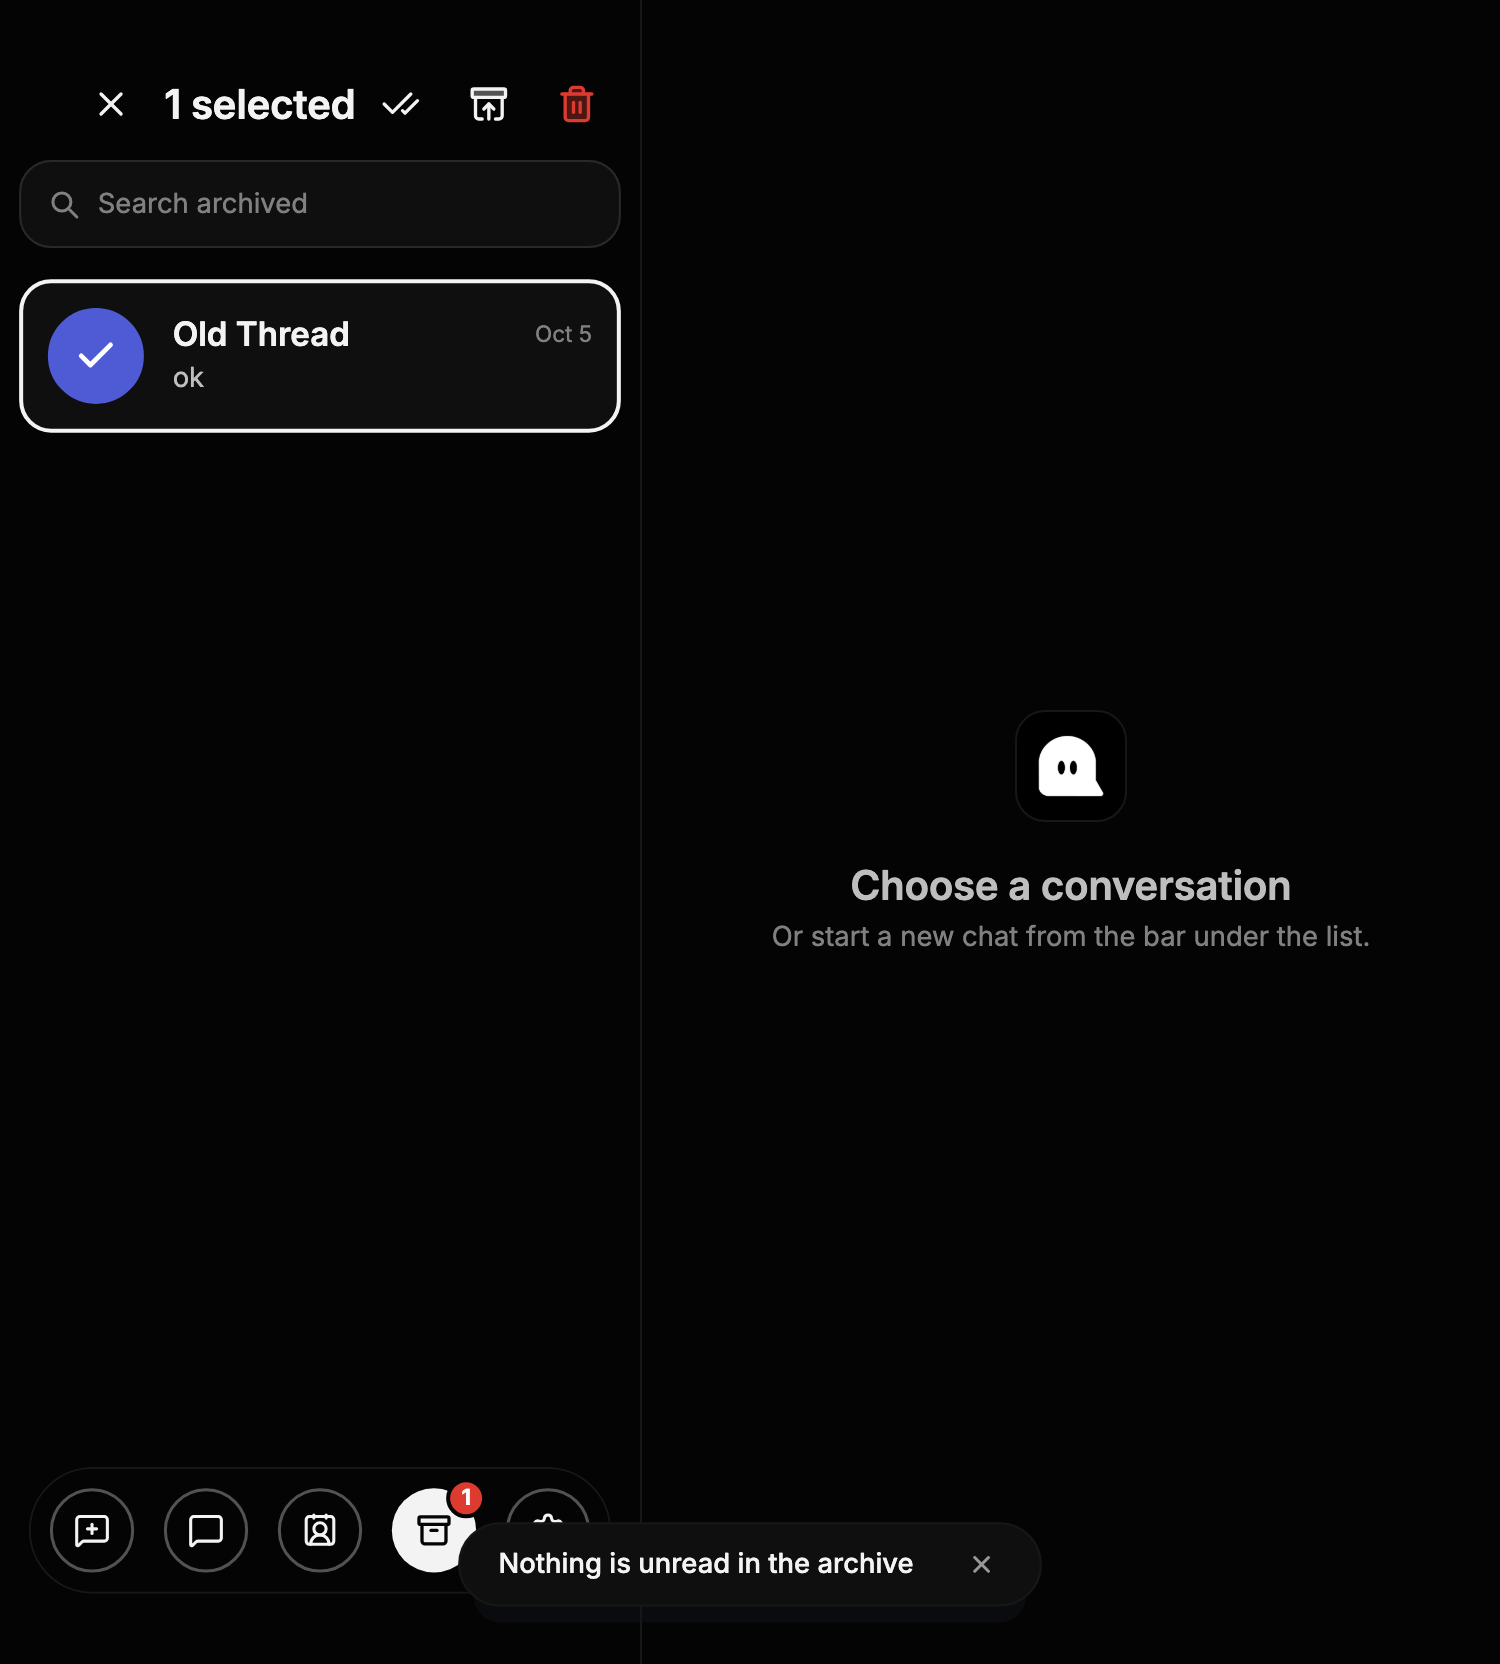 1 selected
Search archived
Old Thread
Oct 5
ok
Choose a conversation
Or start a new chat from the bar under the list.
1
Nothing is unread in the archive